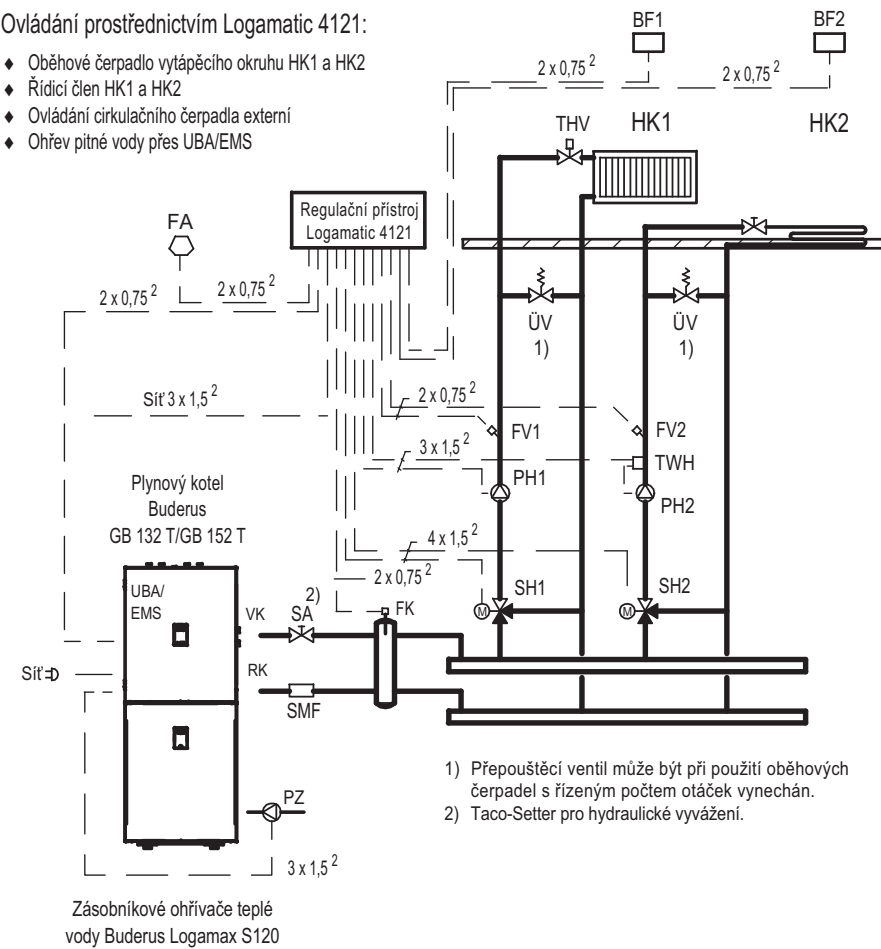 Ovládání prostřednictvím Logamatic 4121:
♦ Oběhové čerpadlo vytápěcího okruhu HK1 a HK2
♦ Řídicí člen HK1 a HK2
♦ Ovládání cirkulačního čerpadla externí
♦ Ohřev pitné vody přes UBA/EMS
BF1
BF2
2 x 0,75 2
2 x 0,75 2
THV
HK1
HK2
FA
Regulační přístroj
Logamatic 4121
2 x 0,75 2
2 x 0,75 2
ÜV
1)
ÜV
1)
Síť 3 x 1,5 2
2 x 0,75 2
FV1
FV2
3 x 1,5 2
TWH
PH1
PH2
Plynový kotel
Buderus
GB 132 T/GB 152 T
4 x 1,5 2
2 x 0,75 2
SH1
SH2
M
M
UBA/
EMS
VK
2)
SA
FK
RK
Síť
SMF
PZ
3 x 1,5 2
1) Přepouštěcí ventil může být při použití oběhových
čerpadel s řízeným počtem otáček vynechán.
2) Taco-Setter pro hydraulické vyvážení.
Zásobníkové ohřívače teplé
vody Buderus Logamax S120